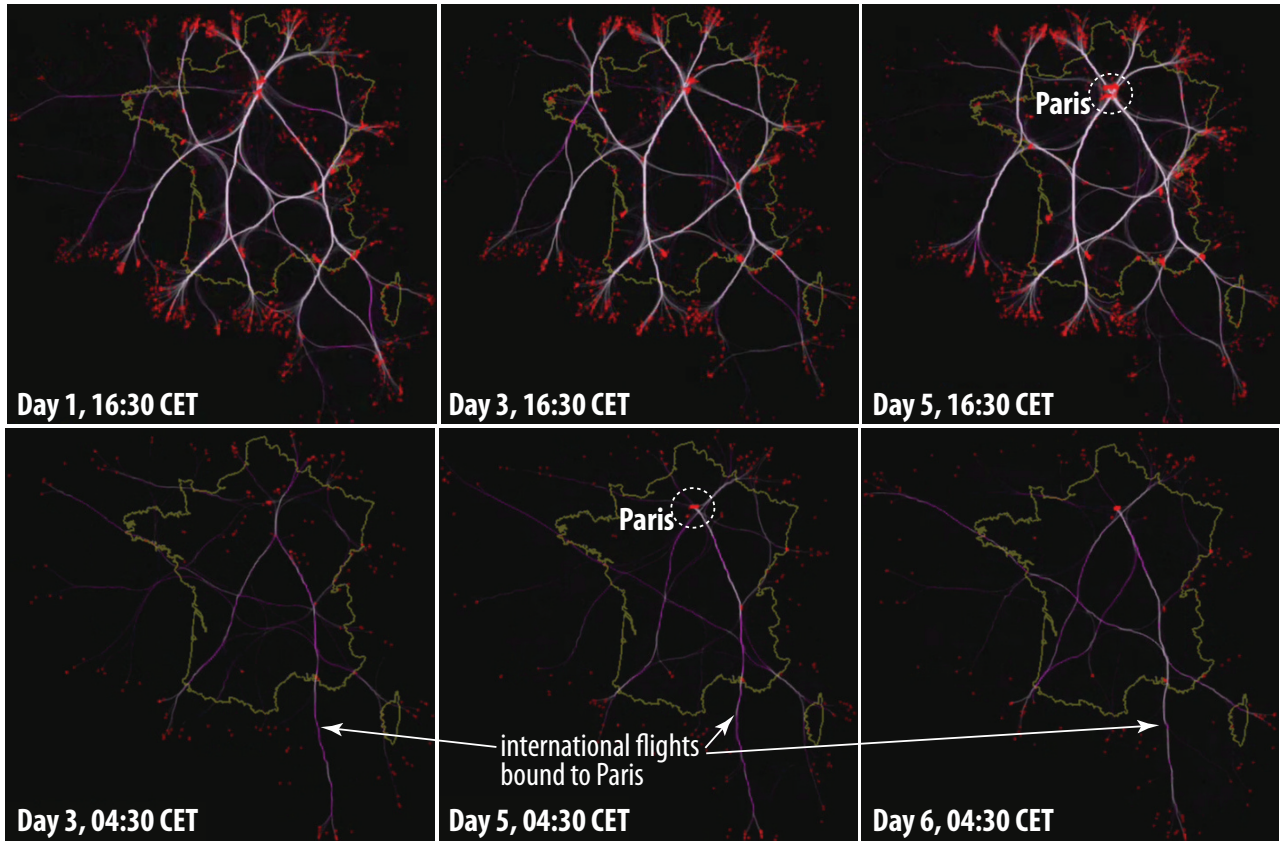 Paris
Day 1, 16:30 CET
Day 3, 16:30 CET
Day 5, 16:30 CET
Paris
international flights
bound to Paris
Day 3, 04:30 CET
Day 5, 04:30 CET
Day 6, 04:30 CET